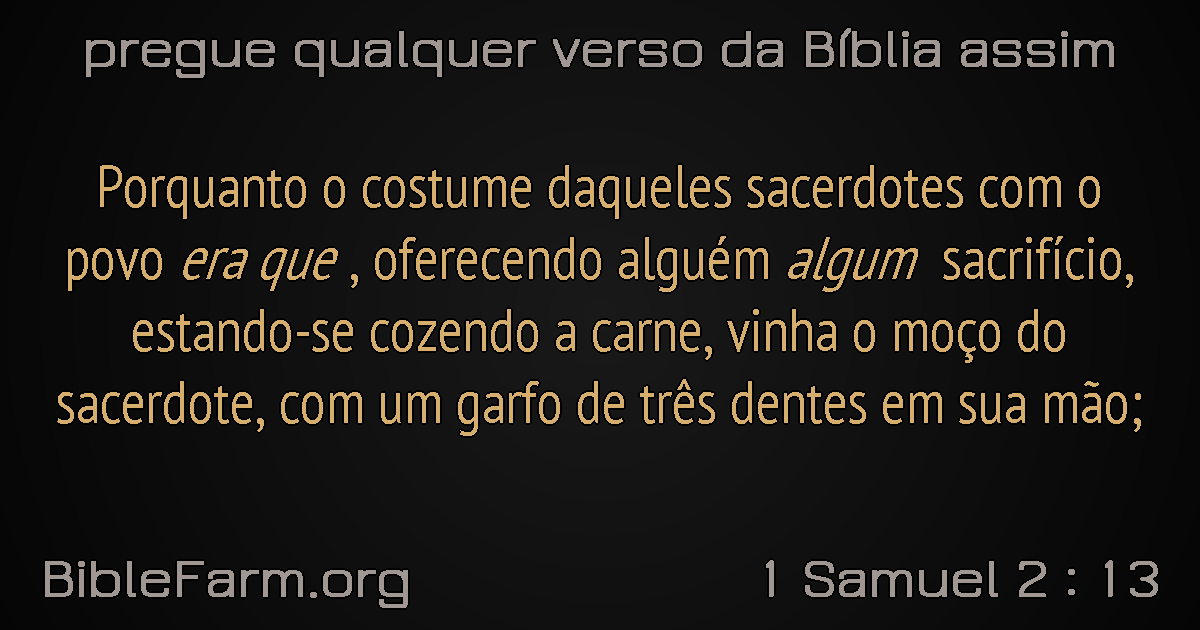 pregue qualquer verso da Bíblia assim
Porquanto o costume daqueles sacerdotes com o
povo era que , oferecendo alguém algum sacrifício,
estando-se cozendo a carne, vinha o moço do
sacerdote, com um garfo de três dentes em sua mão;
BibleFarm.org
1 Samuel 2 : 13